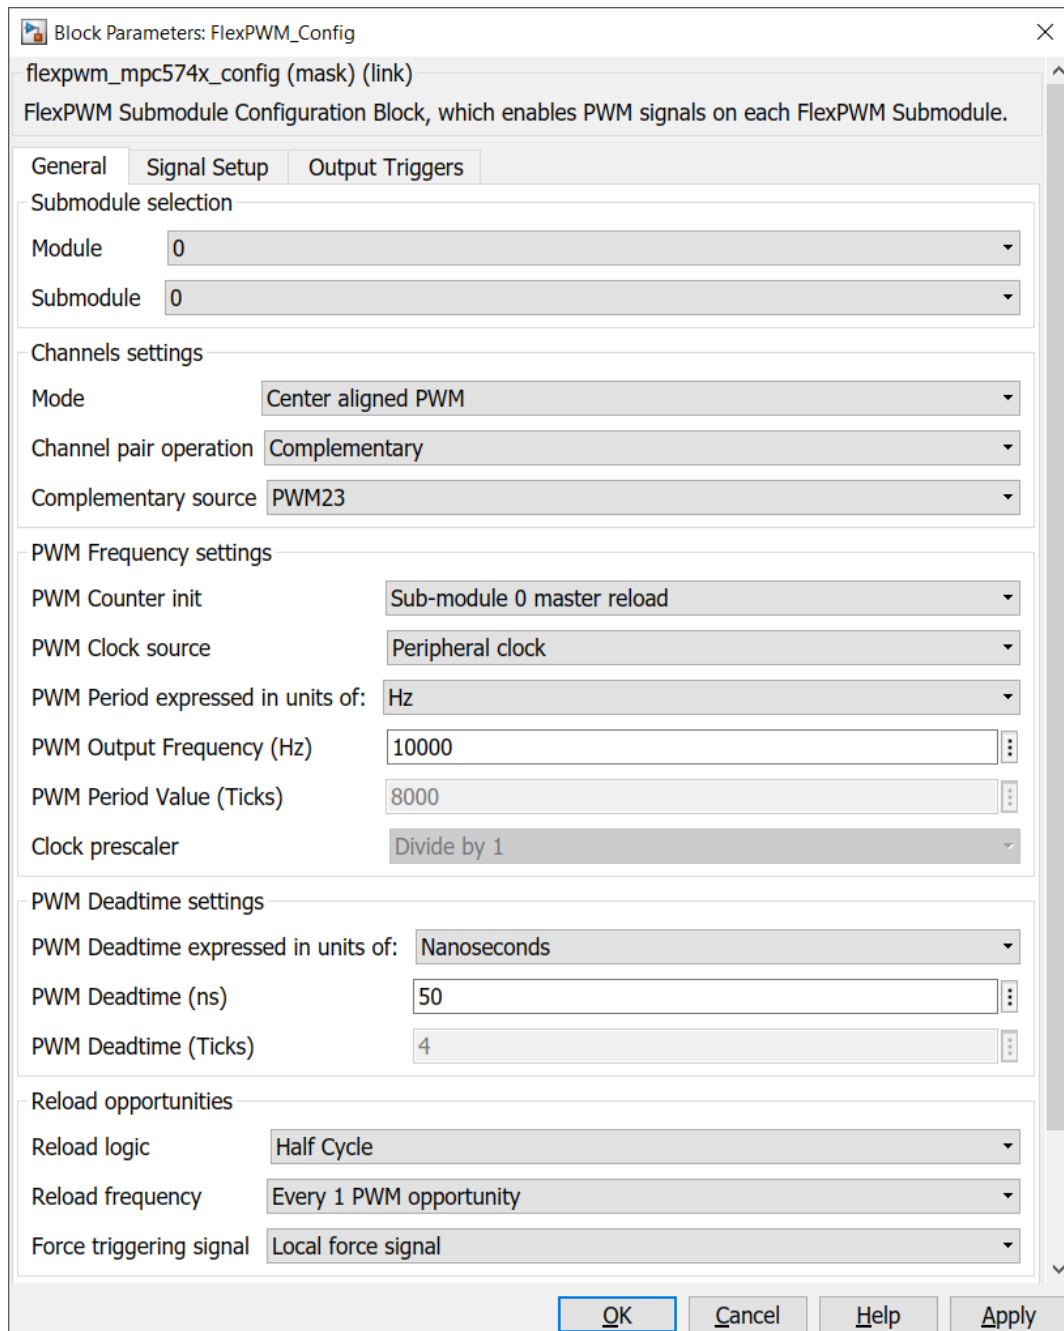 Block Parameters: FlexPWM_Config
flexpwm_mpc574x_config (mask) (link)
FlexPWM Submodule Configuration Block, which enables PWM signals on each FlexPWM Submodule.
General Signal Setup Output Triggers
Submodule selection
Module 0
Submodule 0
Channels settings
Mode Center aligned PWM
Channel pair operation Complementary
Complementary source PWM23
PWM Frequency settings
PWM Counter init Sub-module 0 master reload
PWM Clock source Peripheral clock
PWM Period expressed in units of: Hz
PWM Output Frequency (Hz) 10000
PWM Period Value (Ticks) 8000
Clock prescaler Divide by 1
PWM Deadtime settings
PWM Deadtime expressed in units of: Nanoseconds
PWM Deadtime (ns) 50
PWM Deadtime (Ticks) 4
Reload opportunities
Reload logic Half Cycle
Reload frequency Every 1 PWM opportunity
Force triggering signal Local force signal
OK Cancel Help Apply